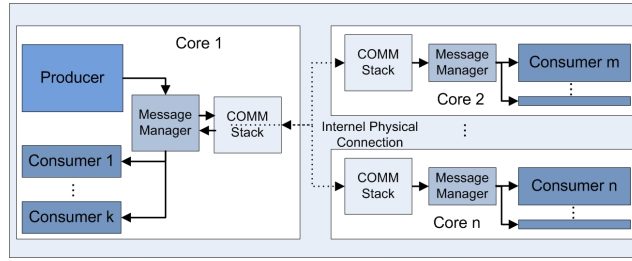 Core 1
Producer
Message
Manager
COMM
Stack
Consumer 1
⋮
Consumer k
Internel Physical
Connection
COMM
Stack
Message
Manager
Consumer m
⋮
Core 2
⋮
COMM
Stack
Message
Manager
Consumer n
⋮
Core n